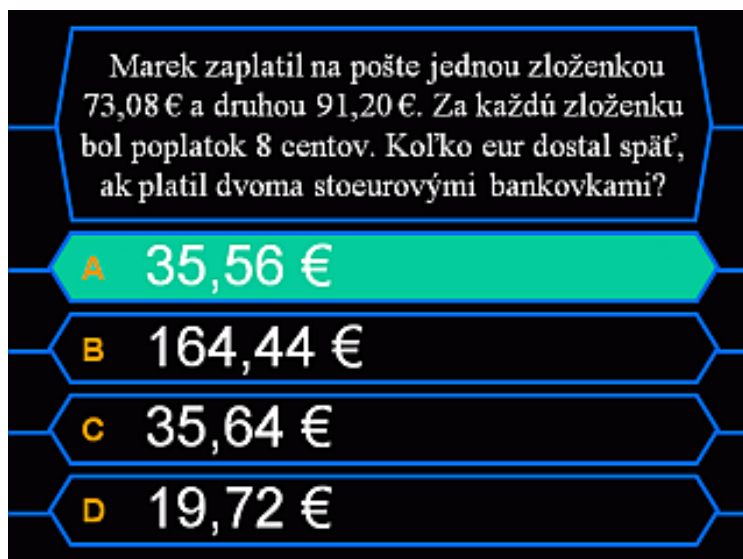 Marek zaplatil na pošte jednou zloženkou
73,08 € a druhou 91,20 €. Za každú zloženku
bol poplatok 8 centov. Koľko eur dostal späť,
ak platil dvoma stoeurovými bankovkami?
A 35,56 €
B 164,44 €
C 35,64 €
D 19,72 €